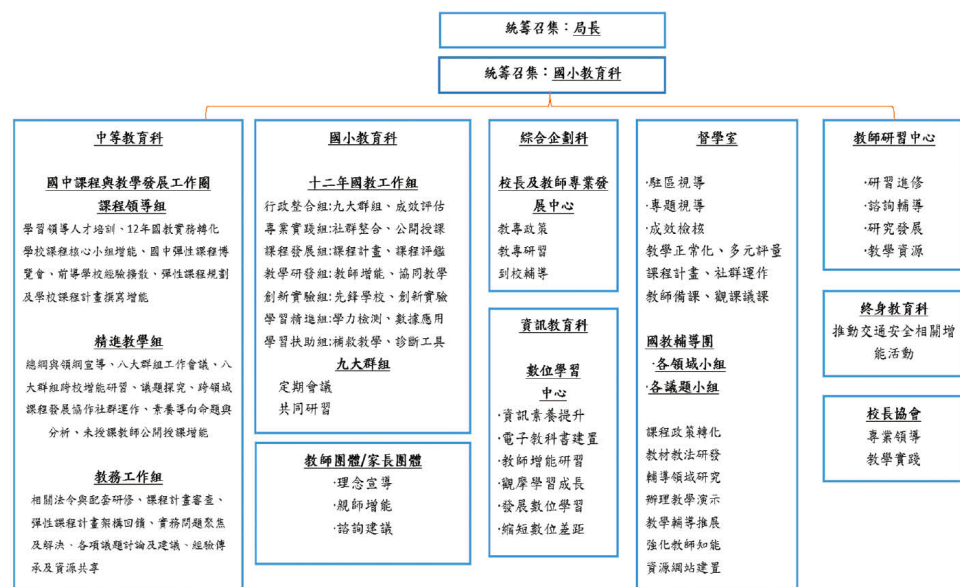 統籌召集：局長
統籌召集：國小教育科
中等教育科
國中課程與教學發展工作圈
課程領導組
學習領導人才培訓、12年國教實務轉化
學校課程核心小組增能、國中彈性課程博
覽會、前導學校經驗擴散、彈性課程規劃
及學校課程計畫撰寫增能
精進教學組
總綱與領綱宣導、八大群組工作會議、八
大群組跨校增能研習、議題探究、跨領域
課程發展協作社群運作、素養導向命題與
分析、未授課教師公開授課增能
教務工作組
相關法令與配套研修、課程計畫審查、
彈性課程計畫架構回饋、實務問題聚焦
及解決、各項議題討論及建議、經驗傳
承及資源共享
國小教育科
十二年國教工作組
行政整合組:九大群組、成效評估
專業實踐組:社群整合、公開授課
課程發展組:課程計畫、課程評鑑
教學研發組:教師增能、協同教學
創新實驗組:先鋒學校、創新實驗
學習精進組:學力檢測、數據應用
學習扶助組:補救教學、診斷工具
九大群組
定期會議
共同研習
教師團體/家長團體
·理念宣導
·親師增能
·諮詢建議
綜合企劃科
校長及教師專業發
展中心
教專政策
教專研習
到校輔導
資訊教育科
數位學習
中心
·資訊素養提升
·電子教科書建置
·教師增能研習
·觀摩學習成長
·發展數位學習
·縮短數位差距
督學室
·駐區視導
·專題視導
·成效檢核
教學正常化、多元評量
課程計畫、社群運作
教師備課、觀課議課
國教輔導團
·各領域小組
·各議題小組
課程政策轉化
教材教法研發
輔導領域研究
辦理教學演示
教學輔導推展
強化教師知能
資源網站建置
教師研習中心
·研習進修
·諮詢輔導
·研究發展
·教學資源
終身教育科
推動交通安全相關增
能活動
校長協會
專業領導
教學實踐